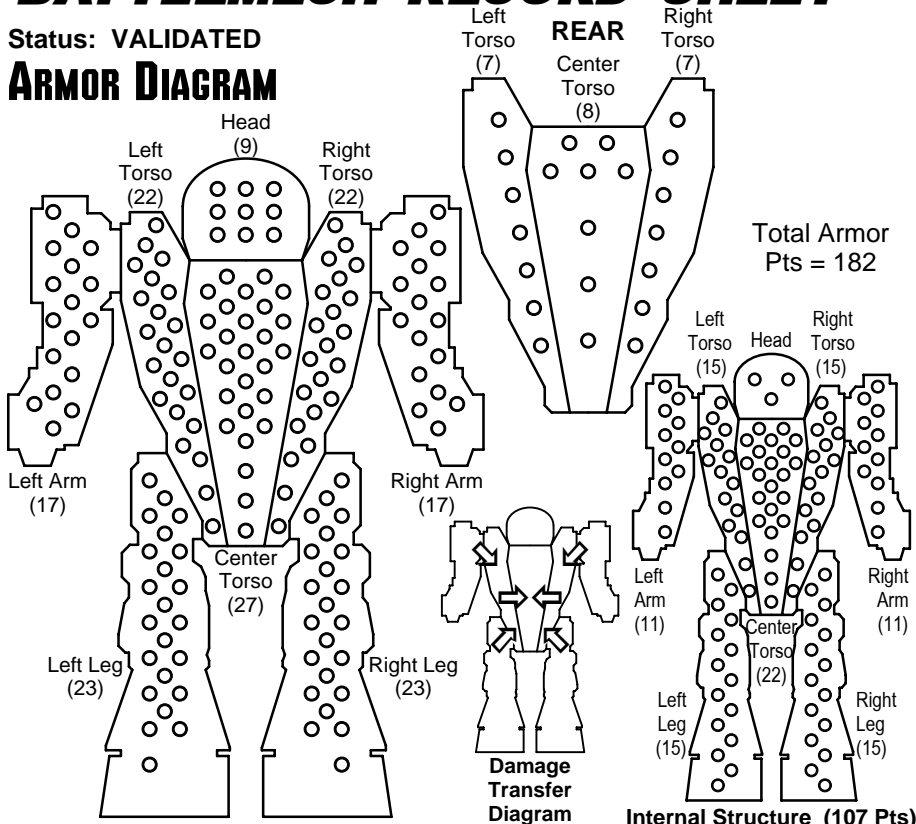 BATTLEMECH RECORD SHEET
Status: VALIDATED
ARMOR DIAGRAM
Left
Torso
(7)
REAR
Center
Torso
(8)
Right
Torso
(7)
Head
(9)
Left
Torso
(22)
Right
Torso
(22)
Total Armor
Pts = 182
Left Arm
(17)
Right Arm
(17)
Center
Torso
(27)
Left Leg
(23)
Right Leg
(23)
Damage
Transfer
Diagram
Left
Torso
(15)
Head
Right
Torso
(15)
Left
Arm
(11)
Right
Arm
(11)
Center
Torso
(22)
Left
Leg
(15)
Right
Leg
(15)
Internal Structure (107 Pts)